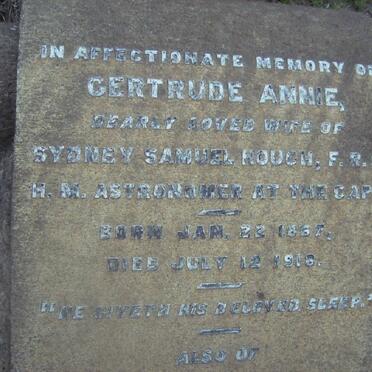 IN AFFECTIONATE MEMORY OF
GERTRUDE ANNIE,
DEARLY LOVED WIFE OF
SYDNEY SAMUEL HOUGH, F.R.
H.M. ASTRONOMER AT THE CAP
BORN JAN. 22 1867,
DIED JULY 12 1918.
"HE GIVETH HIS BELOVED SLEEP."
ALSO OF